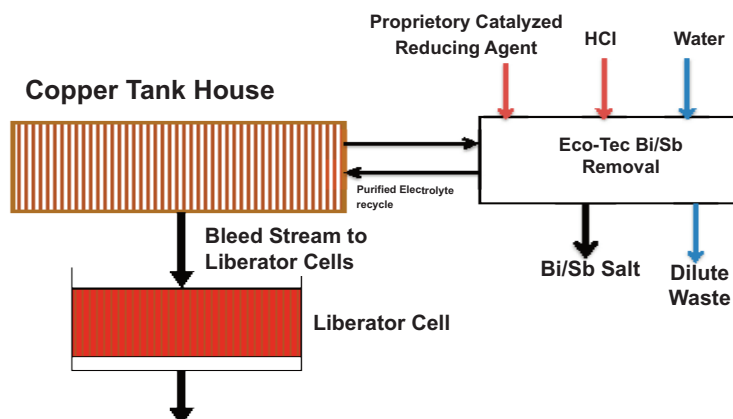 Proprietory Catalyzed
Reducing Agent
HCl
Water
Copper Tank House
Eco-Tec Bi/Sb
Removal
Purified Electrolyte
recycle
Bleed Stream to
Liberator Cells
Bi/Sb Salt
Dilute
Waste
Liberator Cell